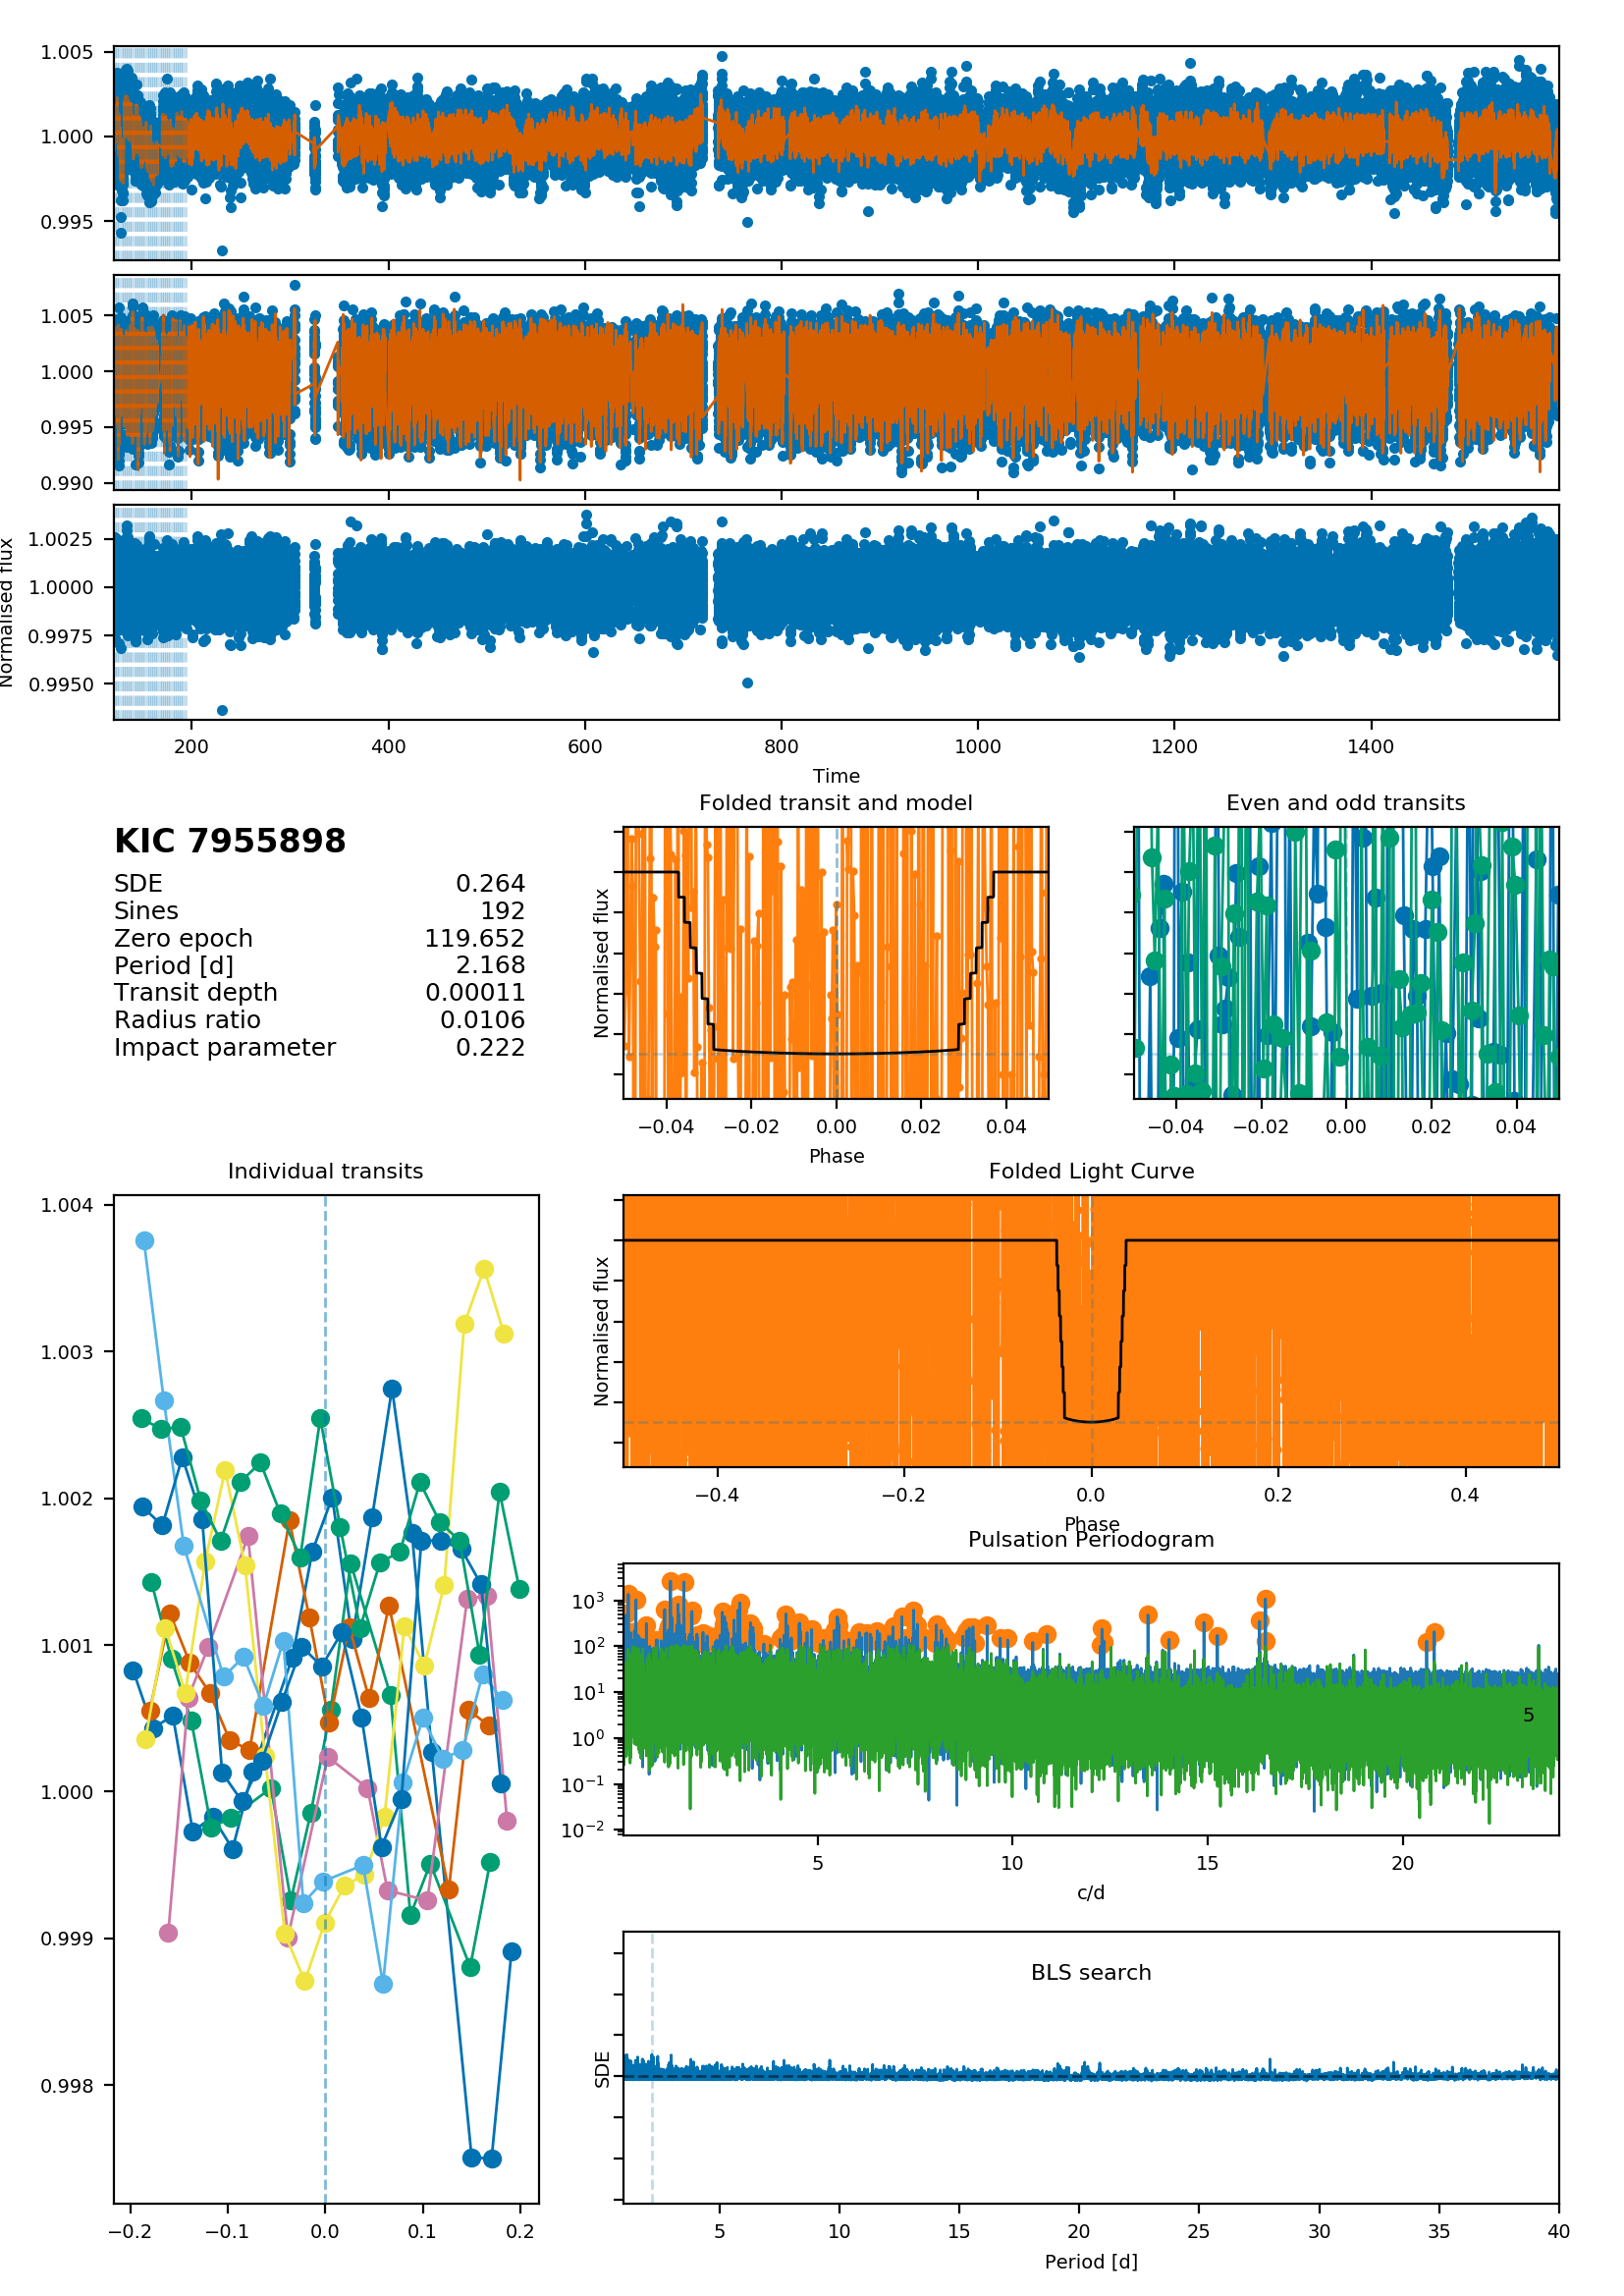 1.005
1.000
0.995
1.005
1.000
0.995
0.990
Normalised flux
1.0025
1.0000
0.9975
0.9950
200 400 600 800 1000 1200 1400
Time
KIC 7955898
SDE 0.264
Sines 192
Zero epoch 119.652
Period [d] 2.168
Transit depth 0.00011
Radius ratio 0.0106
Impact parameter 0.222
Folded transit and model
Normalised flux
−0.04 −0.02 0.00 0.02 0.04
Phase
Even and odd transits
−0.04 −0.02 0.00 0.02 0.04
Individual transits
1.004
1.003
1.002
1.001
1.000
0.999
0.998
−0.2 −0.1 0.0 0.1 0.2
Folded Light Curve
Normalised flux
−0.4 −0.2 0.0 0.2 0.4
Phase
Pulsation Periodogram
10³
10²
10¹
10⁰
10⁻¹
10⁻²
5
5 10 15 20
c/d
BLS search
SDE
5 10 15 20 25 30 35 40
Period [d]